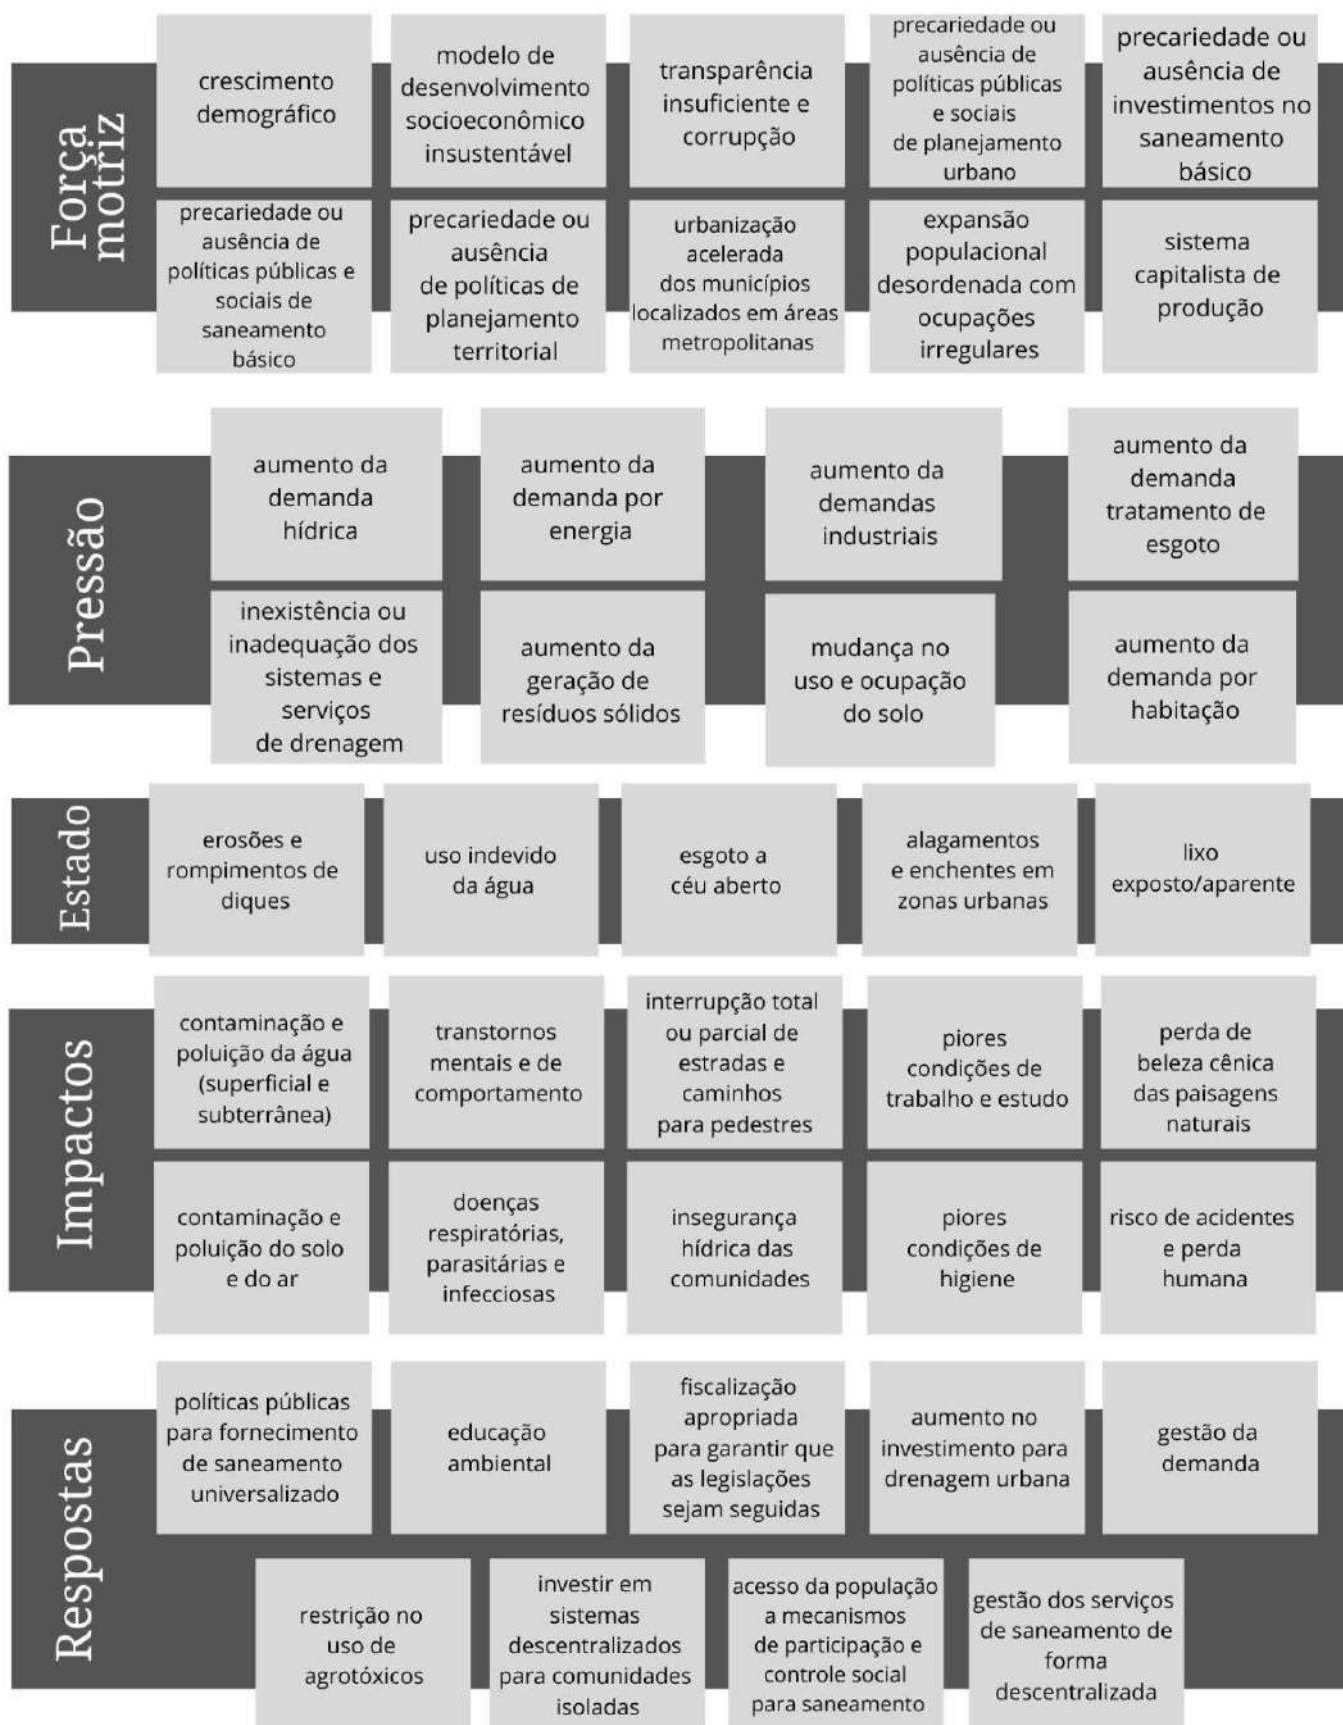 Força
motriz
crescimento
demográfico
modelo de
desenvolvimento
socioeconômico
insustentável
transparência
insuficiente e
corrupção
precariedade ou
ausência de
políticas públicas
e sociais
de planejamento
urbano
precariedade ou
ausência de
investimentos no
saneamento
básico
precariedade ou
ausência de
políticas públicas e
sociais de
saneamento
básico
precariedade ou
ausência
de políticas de
planejamento
territorial
urbanização
acelerada
dos municípios
localizados em áreas
metropolitanas
expansão
populacional
desordenada com
ocupações
irregulares
sistema
capitalista de
produção
Pressão
aumento da
demanda
hídrica
aumento da
demanda por
energia
aumento da
demandas
industriais
aumento da
demanda
tratamento de
esgoto
inexistência ou
inadequação dos
sistemas e
serviços
de drenagem
aumento da
geração de
resíduos sólidos
mudança no
uso e ocupação
do solo
aumento da
demanda por
habitação
Estado
erosões e
rompimentos de
diques
uso indevido
da água
esgoto a
céu aberto
alagamentos
e enchentes em
zonas urbanas
lixo
exposto/aparente
Impactos
contaminação e
poluição da água
(superficial e
subterrânea)
transtornos
mentais e de
comportamento
interrupção total
ou parcial de
estradas e
caminhos
para pedestres
piores
condições de
trabalho e estudo
perda de
beleza cênica
das paisagens
naturais
contaminação e
poluição do solo
e do ar
doenças
respiratórias,
parasitárias e
infecciosas
insegurança
hídrica das
comunidades
piores
condições de
higiene
risco de acidentes
e perda
humana
Respostas
políticas públicas
para fornecimento
de saneamento
universalizado
educação
ambiental
fiscalização
apropriada
para garantir que
as legislações
sejam seguidas
aumento no
investimento para
drenagem urbana
gestão da
demanda
restrição no
uso de
agrotóxicos
investir em
sistemas
descentralizados
para comunidades
isoladas
acesso da população
a mecanismos
de participação e
controle social
para saneamento
gestão dos serviços
de saneamento de
forma
descentralizada